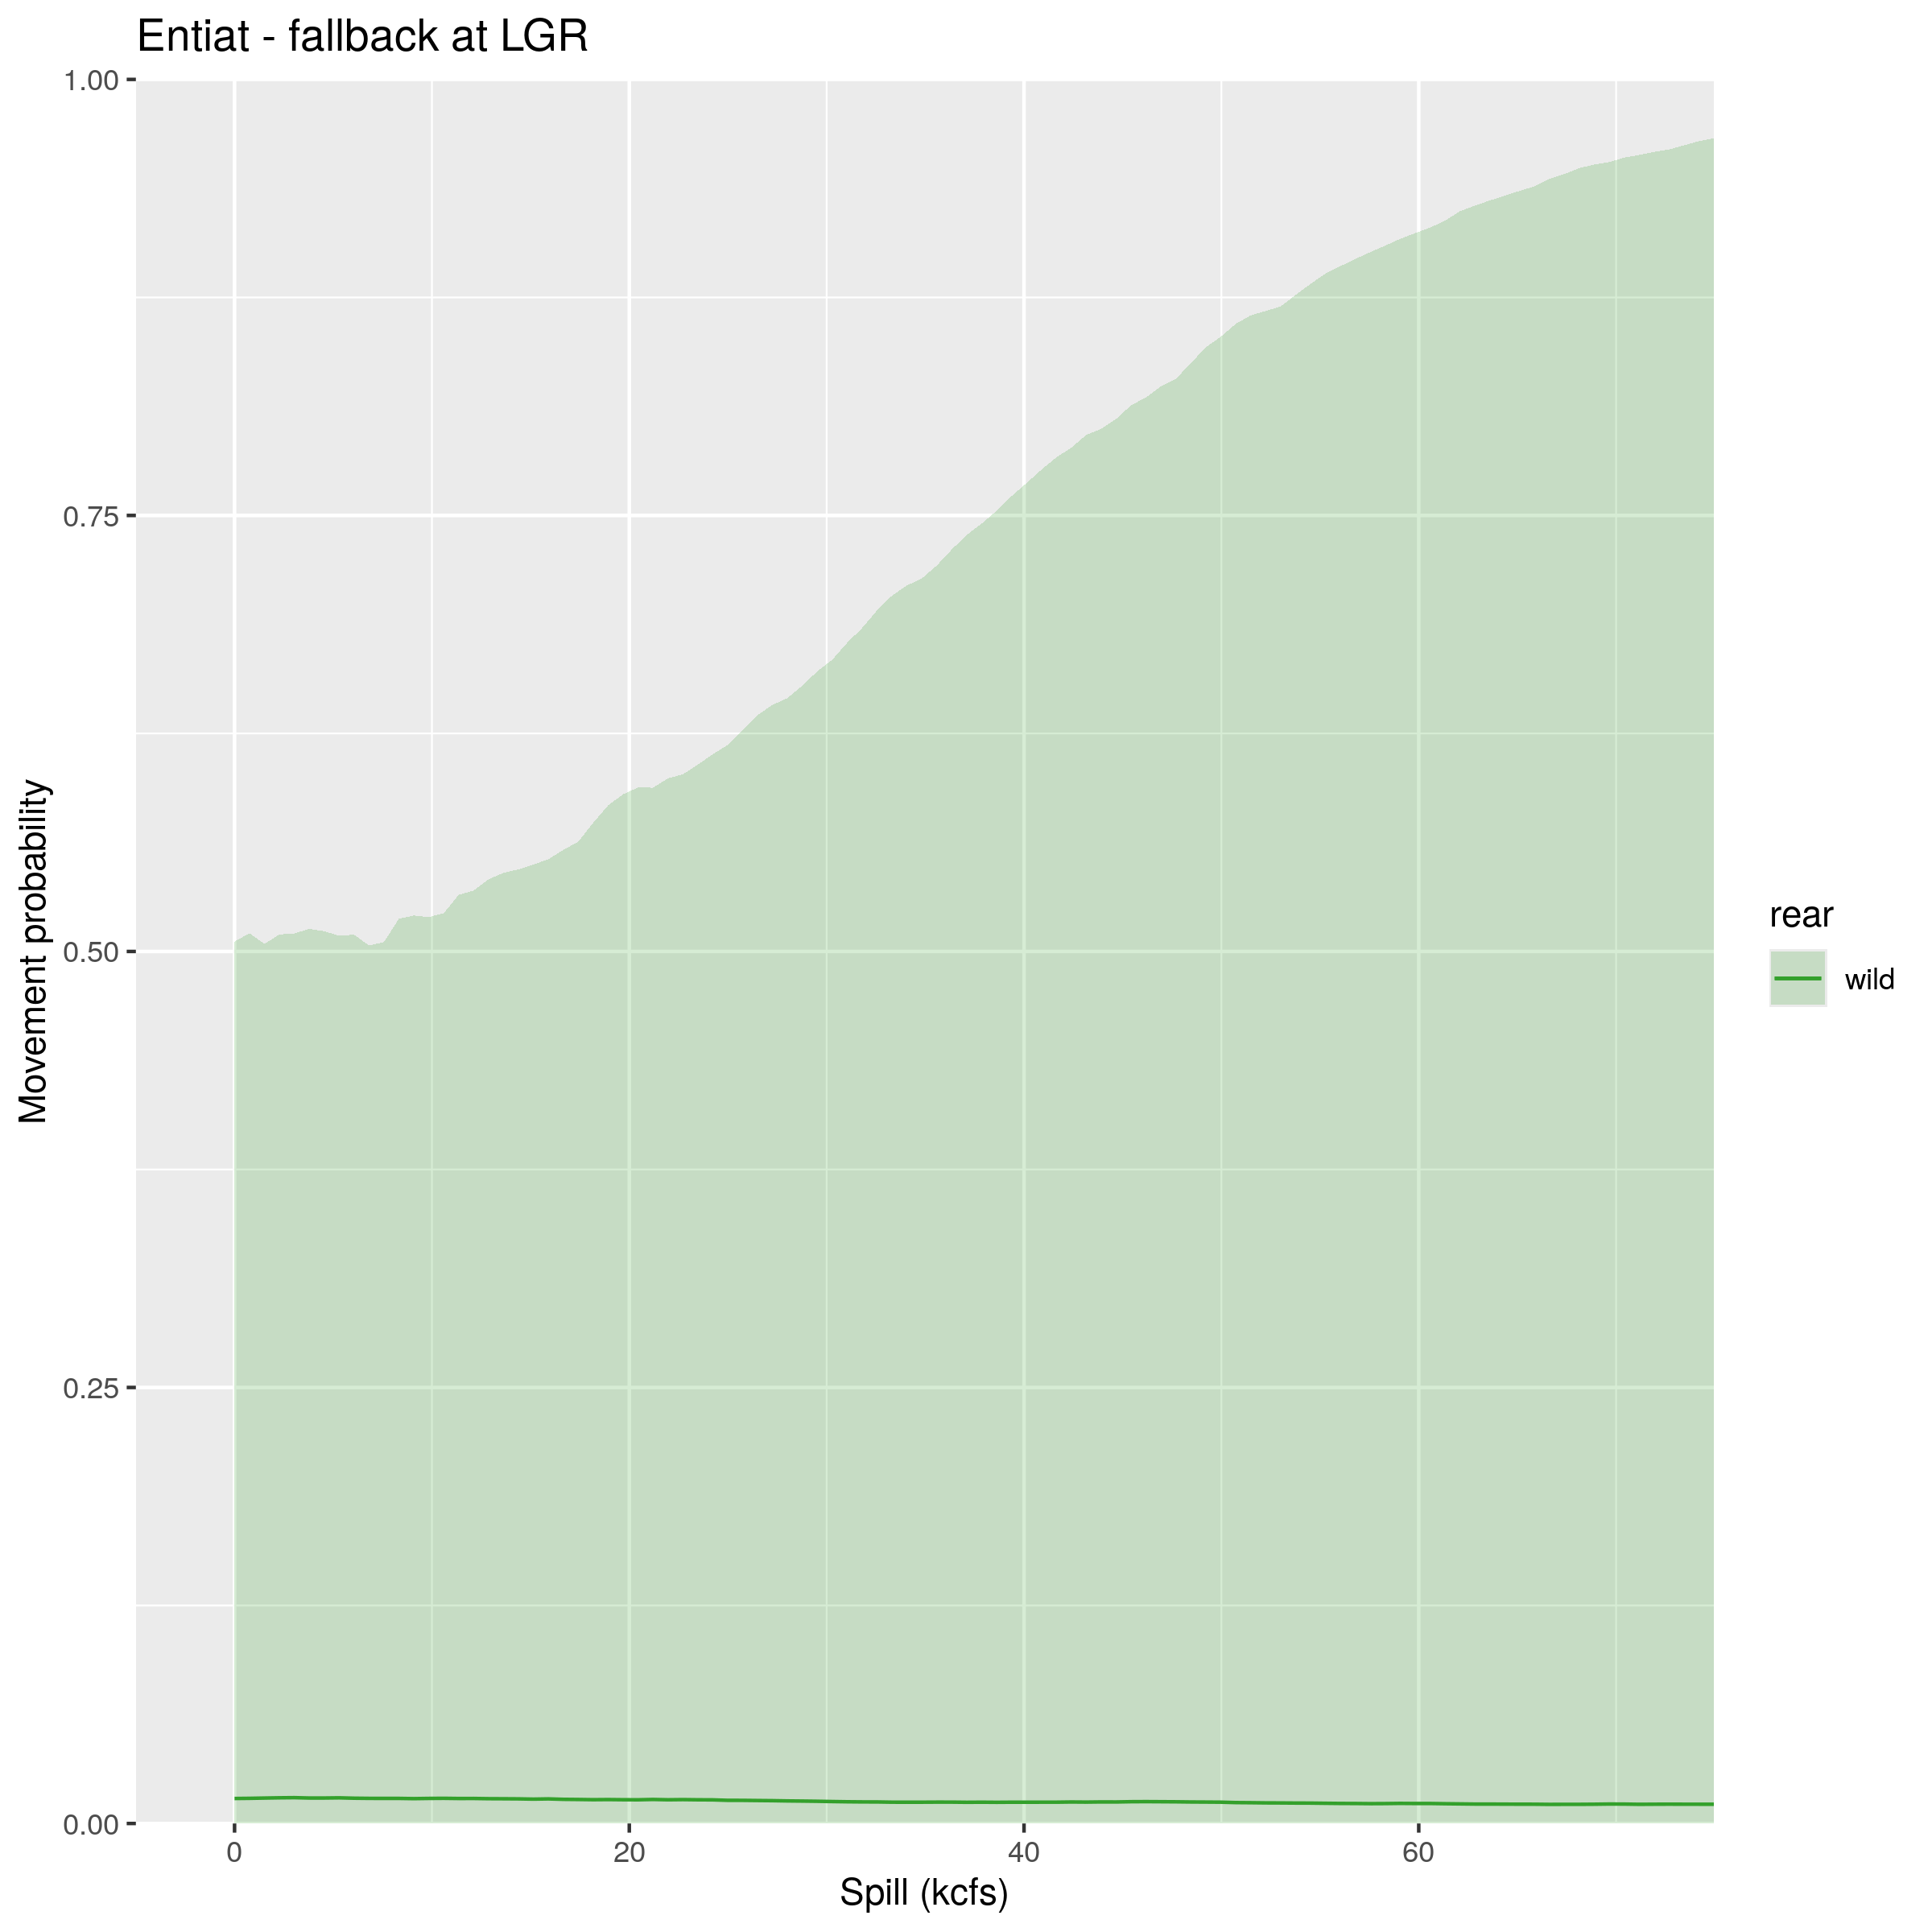 Entiat - fallback at LGR
1.00
0.75
0.50
0.25
0.00
Movement probability
0
20
40
60
Spill (kcfs)
rear
wild